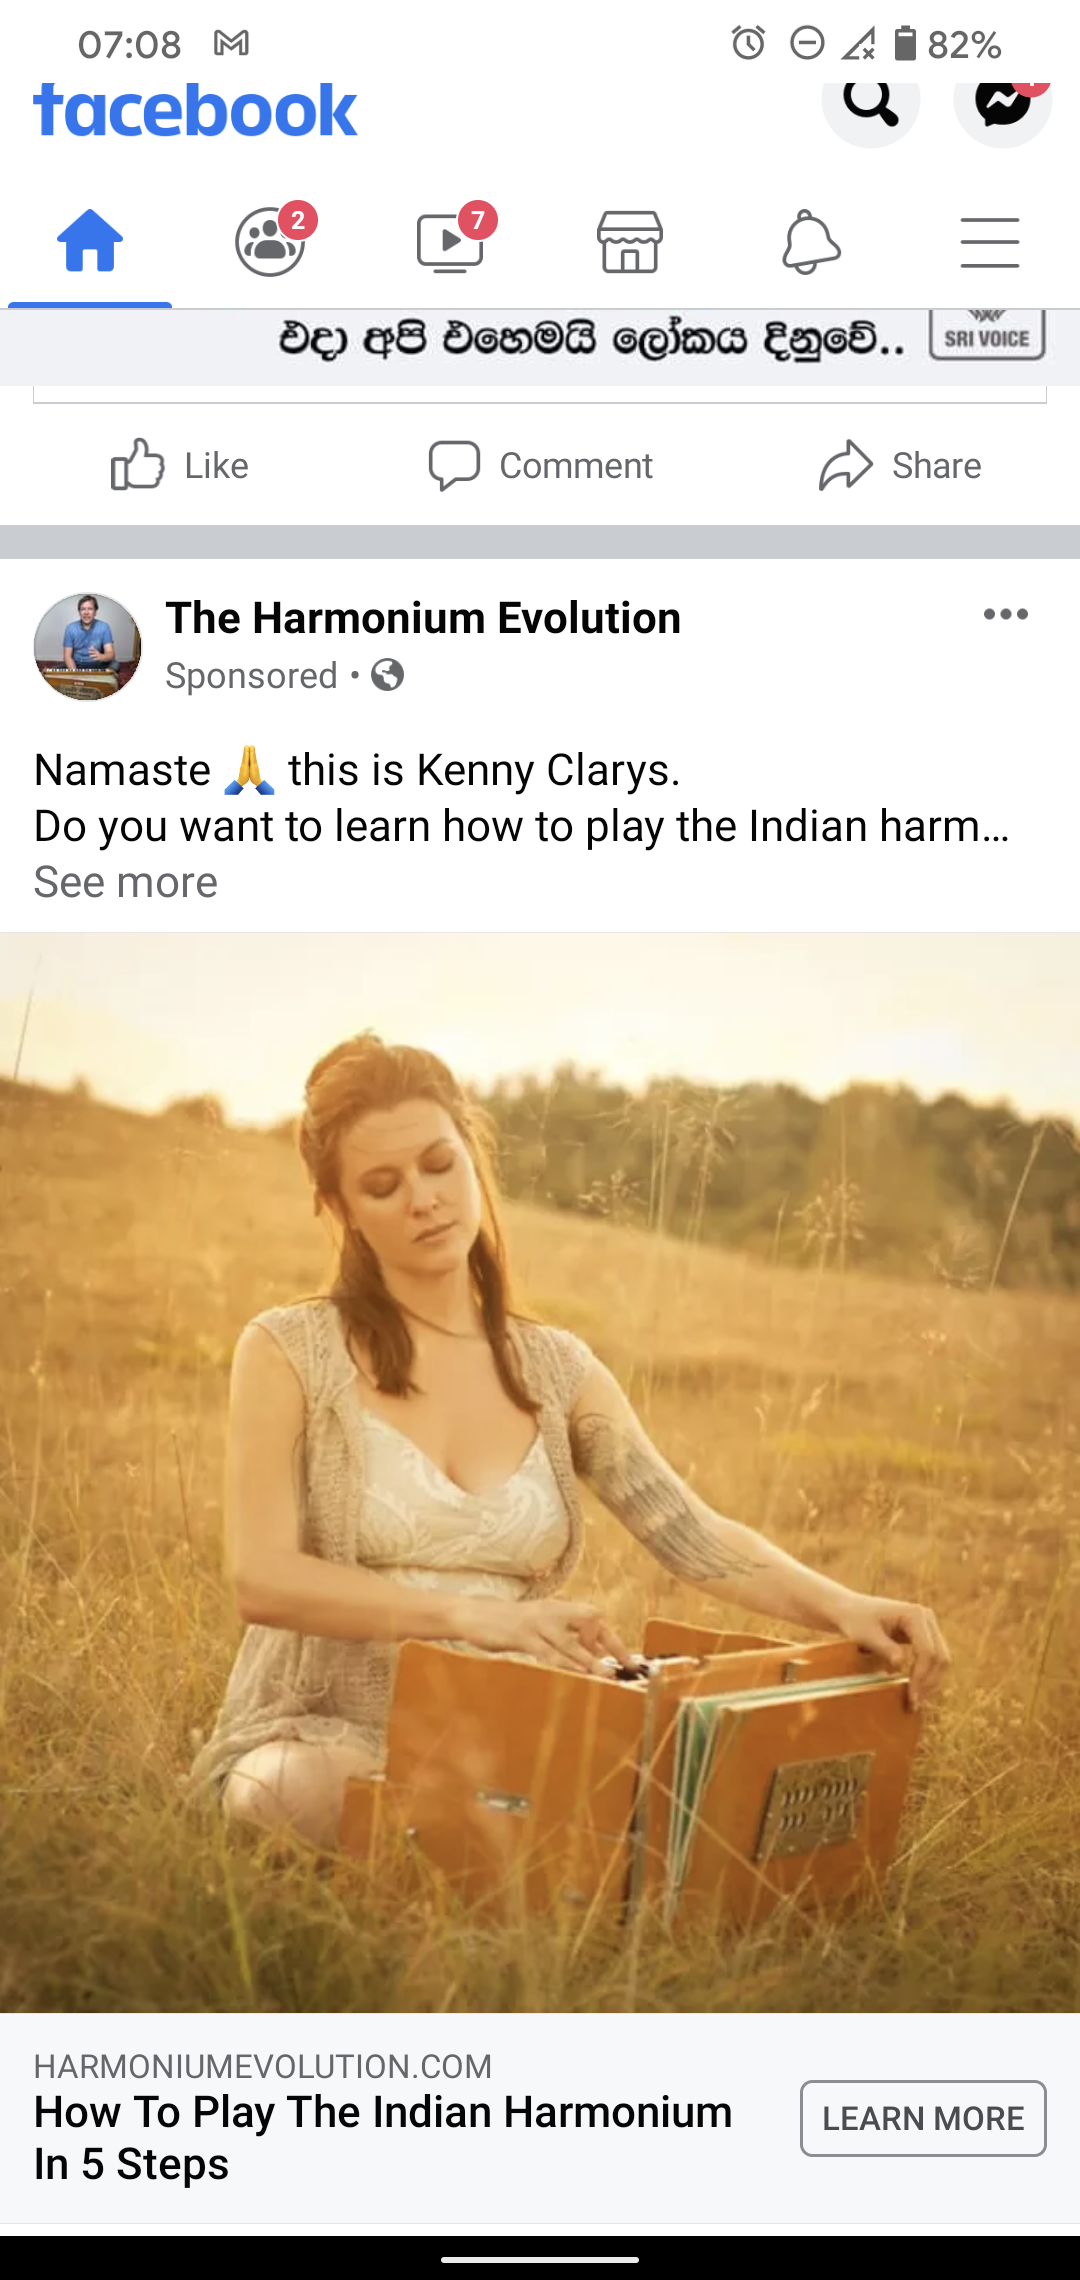 07:08
82%
facebook
2
7
එදා අපි එහෙමයි ලෝකය දිනුවේ..
SRI VOICE
Like
Comment
Share
The Harmonium Evolution
Sponsored •
Namaste 🙏 this is Kenny Clarys.
Do you want to learn how to play the Indian harm...
See more
HARMONIUMEVOLUTION.COM
How To Play The Indian Harmonium
In 5 Steps
LEARN MORE